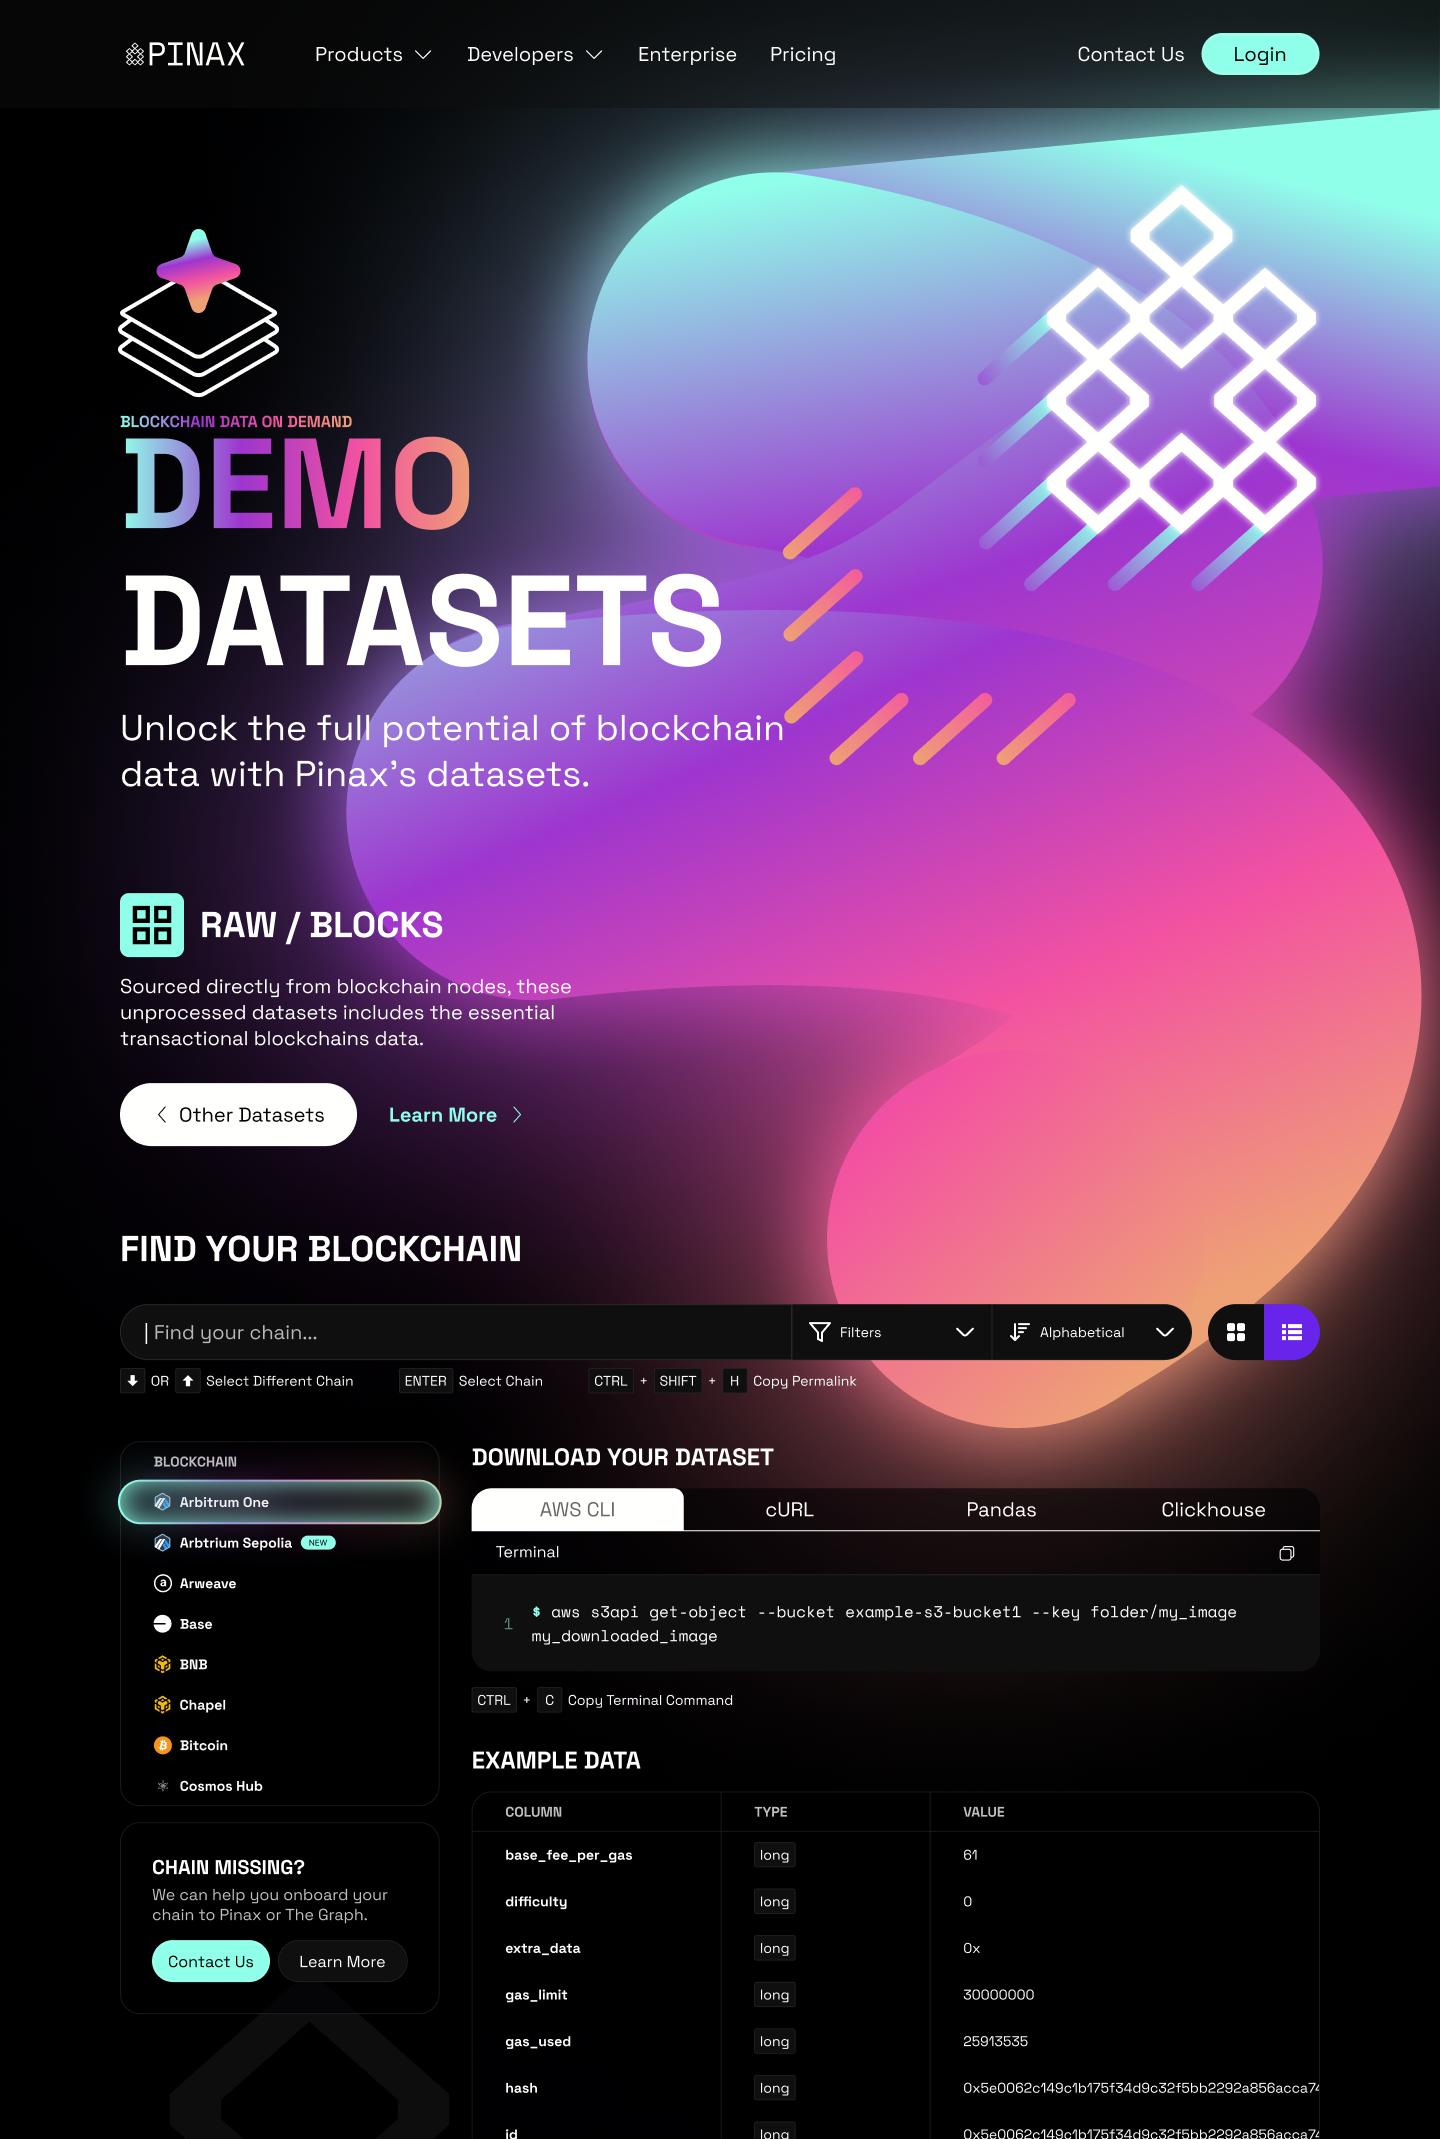 PINAX
Products
Developers
Enterprise
Pricing
Contact Us
Login
BLOCKCHAIN DATA ON DEMAND
DEMO
DATASETS
Unlock the full potential of blockchain
data with Pinax's datasets.
RAW / BLOCKS
Sourced directly from blockchain nodes, these
unprocessed datasets includes the essential
transactional blockchains data.
Other Datasets
Learn More
FIND YOUR BLOCKCHAIN
Find your chain...
Filters
Alphabetical
OR Select Different Chain
ENTER Select Chain
CTRL + SHIFT + H Copy Permalink
BLOCKCHAIN
Arbitrum One
Arbtrium Sepolia NEW
Arweave
Base
BNB
Chapel
Bitcoin
Cosmos Hub
CHAIN MISSING?
We can help you onboard your
chain to Pinax or The Graph.
Contact Us
Learn More
DOWNLOAD YOUR DATASET
AWS CLI
cURL
Pandas
Clickhouse
Terminal
1
$ aws s3api get-object --bucket example-s3-bucket1 --key folder/my_image
my_downloaded_image
CTRL + C Copy Terminal Command
EXAMPLE DATA
COLUMN TYPE VALUE
base_fee_per_gas long 61
difficulty long 0
extra_data long 0x
gas_limit long 30000000
gas_used long 25913535
hash long 0x5e0062c149c1b175f34d9c32f5bb2292a856acca74
id long 0x5e0062c149c1b175f34d9c32f5bb2292a856acca74